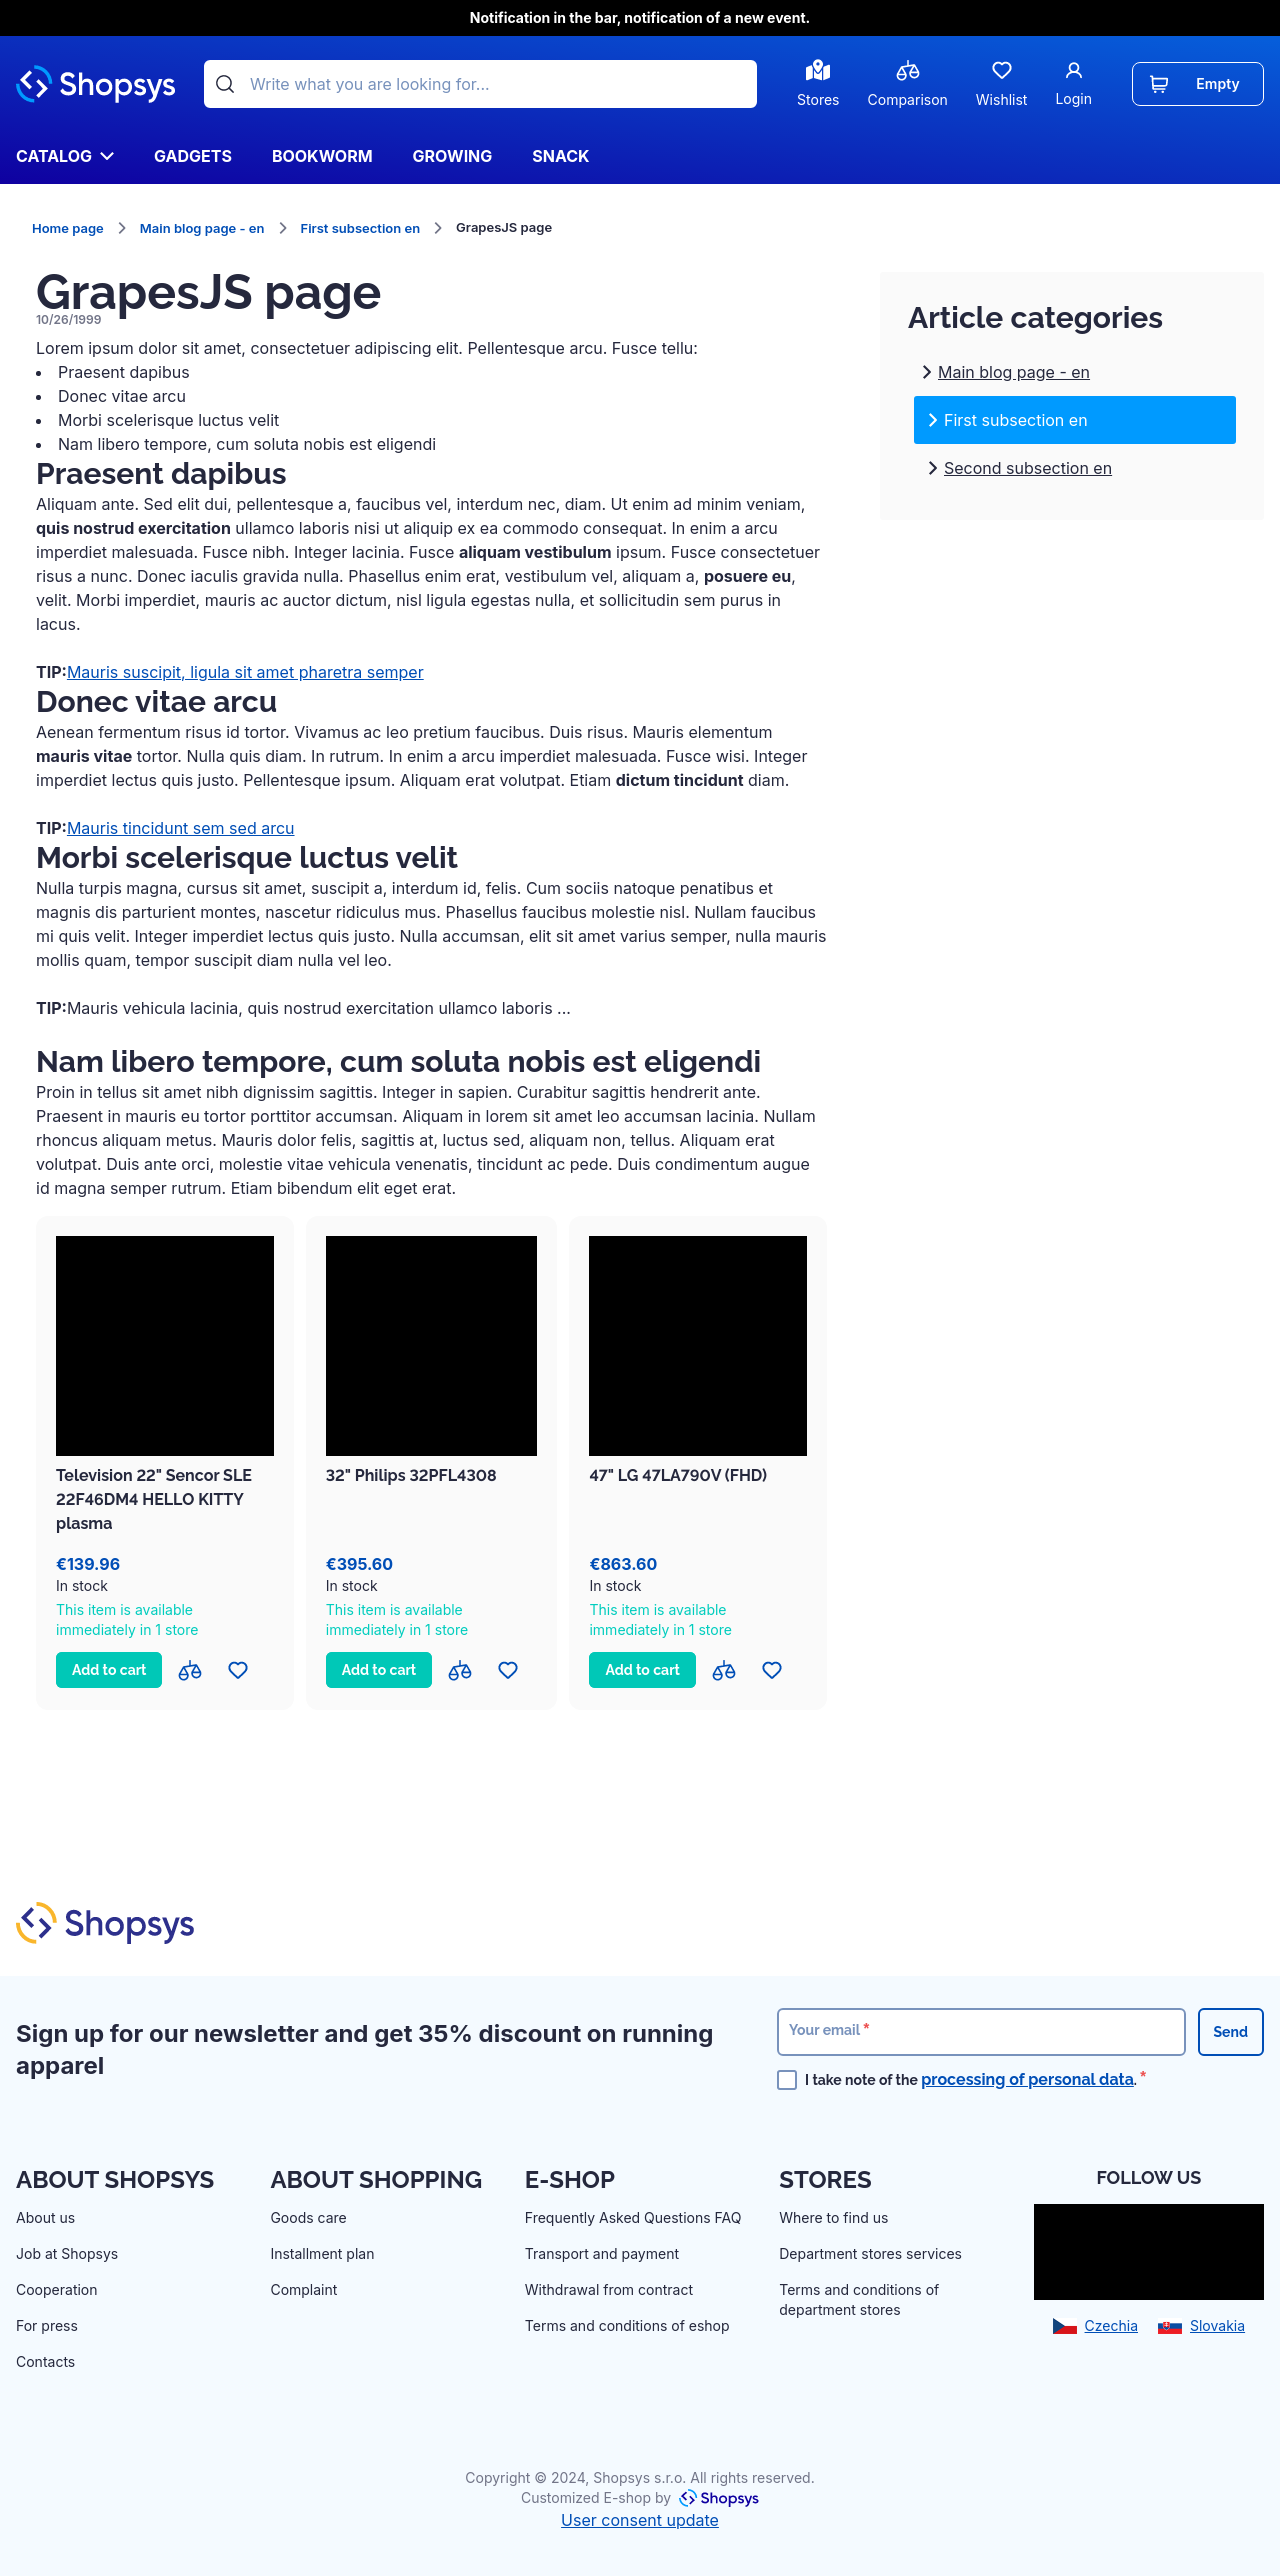 Notification in the bar, notification of a new event.
Shopsys
Write what you are looking for...
Stores
Comparison
Wishlist
Login
Empty
CATALOG
GADGETS
BOOKWORM
GROWING
SNACK
Home page
Main blog page - en
First subsection en
GrapesJS page
GrapesJS page
10/26/1999
Lorem ipsum dolor sit amet, consectetuer adipiscing elit. Pellentesque arcu. Fusce tellu:
• Praesent dapibus
• Donec vitae arcu
• Morbi scelerisque luctus velit
• Nam libero tempore, cum soluta nobis est eligendi
Praesent dapibus
Aliquam ante. Sed elit dui, pellentesque a, faucibus vel, interdum nec, diam. Ut enim ad minim veniam,
quis nostrud exercitation ullamco laboris nisi ut aliquip ex ea commodo consequat. In enim a arcu
imperdiet malesuada. Fusce nibh. Integer lacinia. Fusce aliquam vestibulum ipsum. Fusce consectetuer
risus a nunc. Donec iaculis gravida nulla. Phasellus enim erat, vestibulum vel, aliquam a, posuere eu,
velit. Morbi imperdiet, mauris ac auctor dictum, nisl ligula egestas nulla, et sollicitudin sem purus in
lacus.
TIP:Mauris suscipit, ligula sit amet pharetra semper
Donec vitae arcu
Aenean fermentum risus id tortor. Vivamus ac leo pretium faucibus. Duis risus. Mauris elementum
mauris vitae tortor. Nulla quis diam. In rutrum. In enim a arcu imperdiet malesuada. Fusce wisi. Integer
imperdiet lectus quis justo. Pellentesque ipsum. Aliquam erat volutpat. Etiam dictum tincidunt diam.
TIP:Mauris tincidunt sem sed arcu
Morbi scelerisque luctus velit
Nulla turpis magna, cursus sit amet, suscipit a, interdum id, felis. Cum sociis natoque penatibus et
magnis dis parturient montes, nascetur ridiculus mus. Phasellus faucibus molestie nisl. Nullam faucibus
mi quis velit. Integer imperdiet lectus quis justo. Nulla accumsan, elit sit amet varius semper, nulla mauris
mollis quam, tempor suscipit diam nulla vel leo.
TIP:Mauris vehicula lacinia, quis nostrud exercitation ullamco laboris ...
Nam libero tempore, cum soluta nobis est eligendi
Proin in tellus sit amet nibh dignissim sagittis. Integer in sapien. Curabitur sagittis hendrerit ante.
Praesent in mauris eu tortor porttitor accumsan. Aliquam in lorem sit amet leo accumsan lacinia. Nullam
rhoncus aliquam metus. Mauris dolor felis, sagittis at, luctus sed, aliquam non, tellus. Aliquam erat
volutpat. Duis ante orci, molestie vitae vehicula venenatis, tincidunt ac pede. Duis condimentum augue
id magna semper rutrum. Etiam bibendum elit eget erat.
Article categories
Main blog page - en
First subsection en
Second subsection en
Television 22" Sencor SLE
22F46DM4 HELLO KITTY
plasma
€139.96
In stock
This item is available
immediately in 1 store
Add to cart
32" Philips 32PFL4308
€395.60
In stock
This item is available
immediately in 1 store
Add to cart
47" LG 47LA790V (FHD)
€863.60
In stock
This item is available
immediately in 1 store
Add to cart
Shopsys
Sign up for our newsletter and get 35% discount on running
apparel
Your email *
Send
I take note of the processing of personal data. *
ABOUT SHOPSYS
About us
Job at Shopsys
Cooperation
For press
Contacts
ABOUT SHOPPING
Goods care
Installment plan
Complaint
E-SHOP
Frequently Asked Questions FAQ
Transport and payment
Withdrawal from contract
Terms and conditions of eshop
STORES
Where to find us
Department stores services
Terms and conditions of
department stores
FOLLOW US
Czechia
Slovakia
Copyright © 2024, Shopsys s.r.o. All rights reserved.
Customized E-shop by Shopsys
User consent update